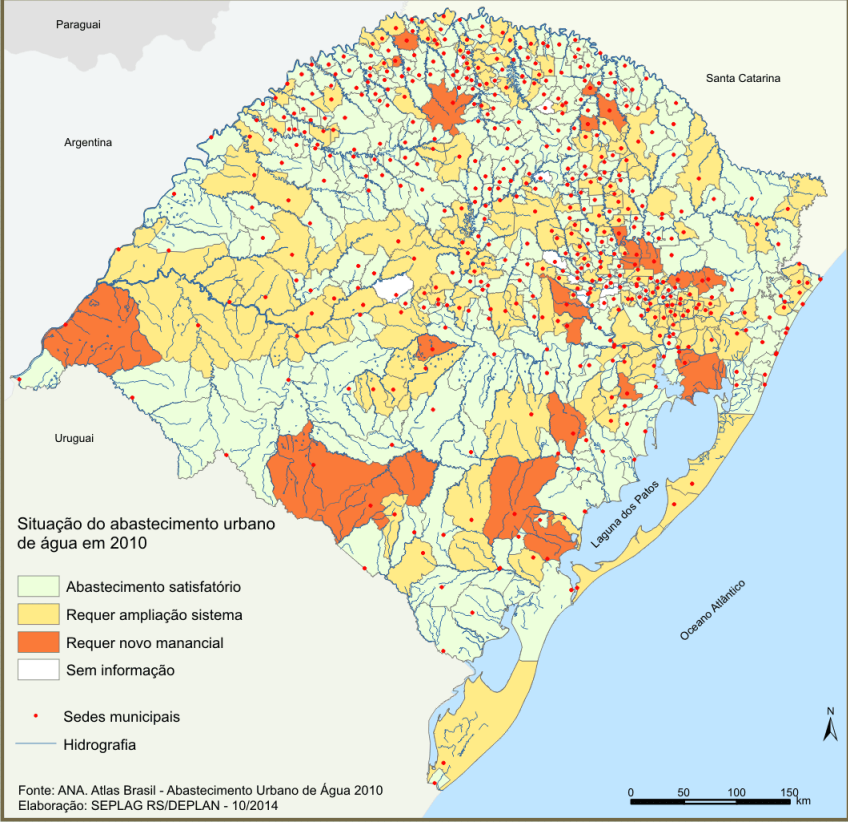 Paraguai
Santa Catarina
Argentina
Uruguai
Laguna dos Patos
Oceano Atlântico
Situação do abastecimento urbano
de água em 2010
Abastecimento satisfatório
Requer ampliação sistema
Requer novo manancial
Sem informação
Sedes municipais
Hidrografia
N
0 50 100 150
km
Fonte: ANA. Atlas Brasil - Abastecimento Urbano de Água 2010
Elaboração: SEPLAG RS/DEPLAN - 10/2014